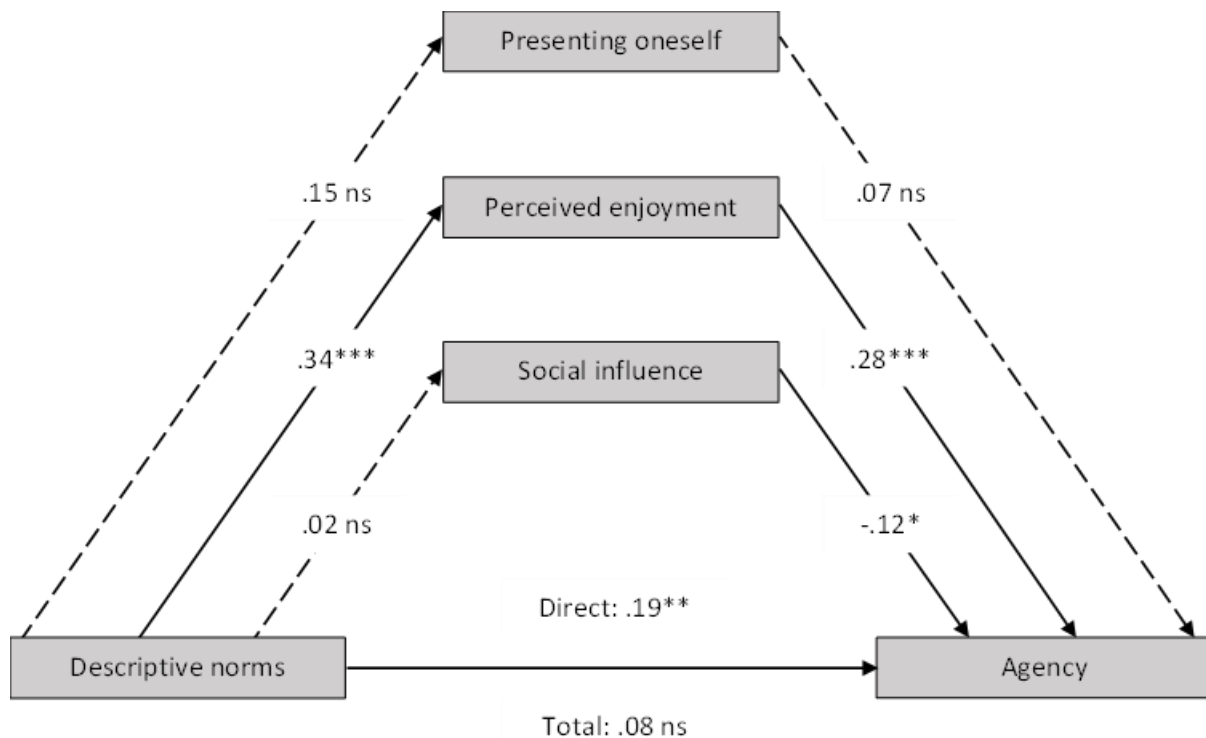 Presenting oneself
.15 ns
.07 ns
Perceived enjoyment
.34***
.28***
Social influence
.02 ns
-.12*
Direct: .19**
Descriptive norms
Agency
Total: .08 ns